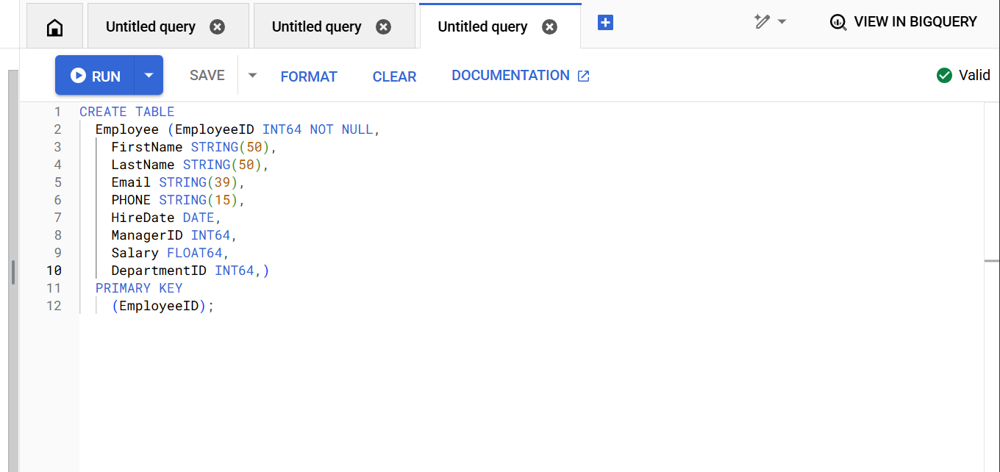 Untitled query Untitled query Untitled query VIEW IN BIGQUERY
RUN SAVE FORMAT CLEAR DOCUMENTATION Valid
1 CREATE TABLE
2 Employee (EmployeeID INT64 NOT NULL,
3 FirstName STRING(50),
4 LastName STRING(50),
5 Email STRING(39),
6 PHONE STRING(15),
7 HireDate DATE,
8 ManagerID INT64,
9 Salary FLOAT64,
10 DepartmentID INT64,)
11 PRIMARY KEY
12 (EmployeeID);